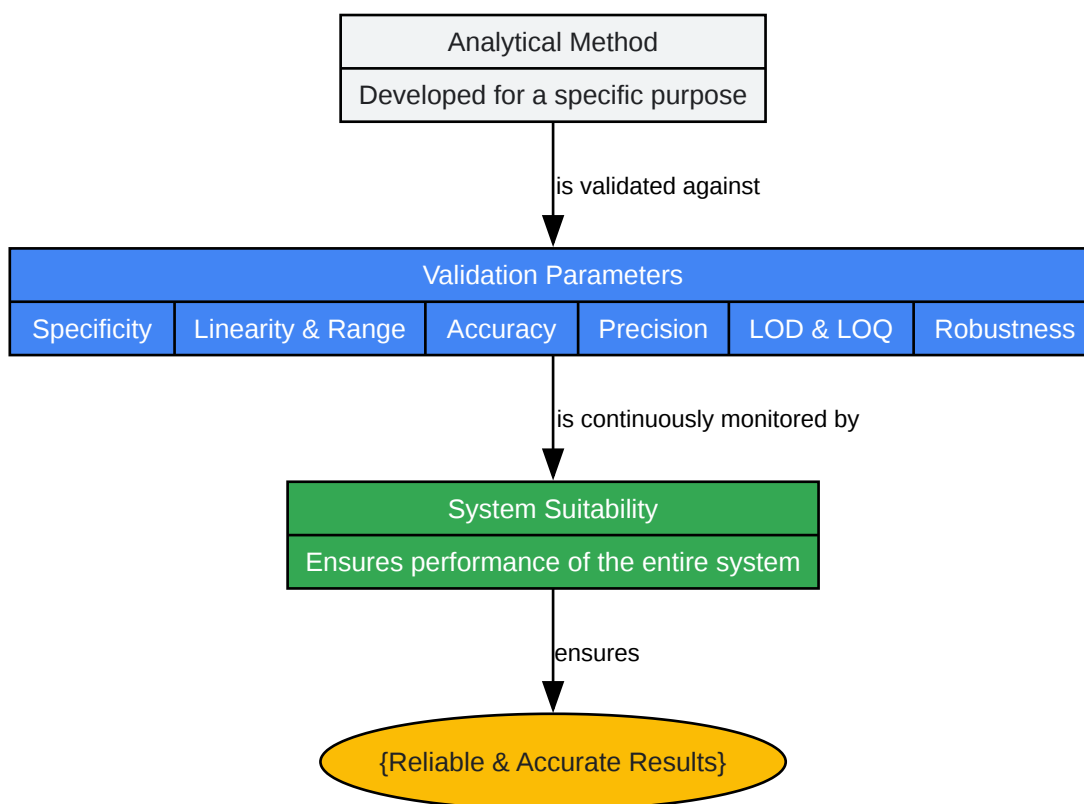 Analytical Method
Developed for a specific purpose
is validated against
Validation Parameters
Specificity Linearity & Range Accuracy Precision LOD & LOQ Robustness
is continuously monitored by
System Suitability
Ensures performance of the entire system
ensures
{Reliable & Accurate Results}